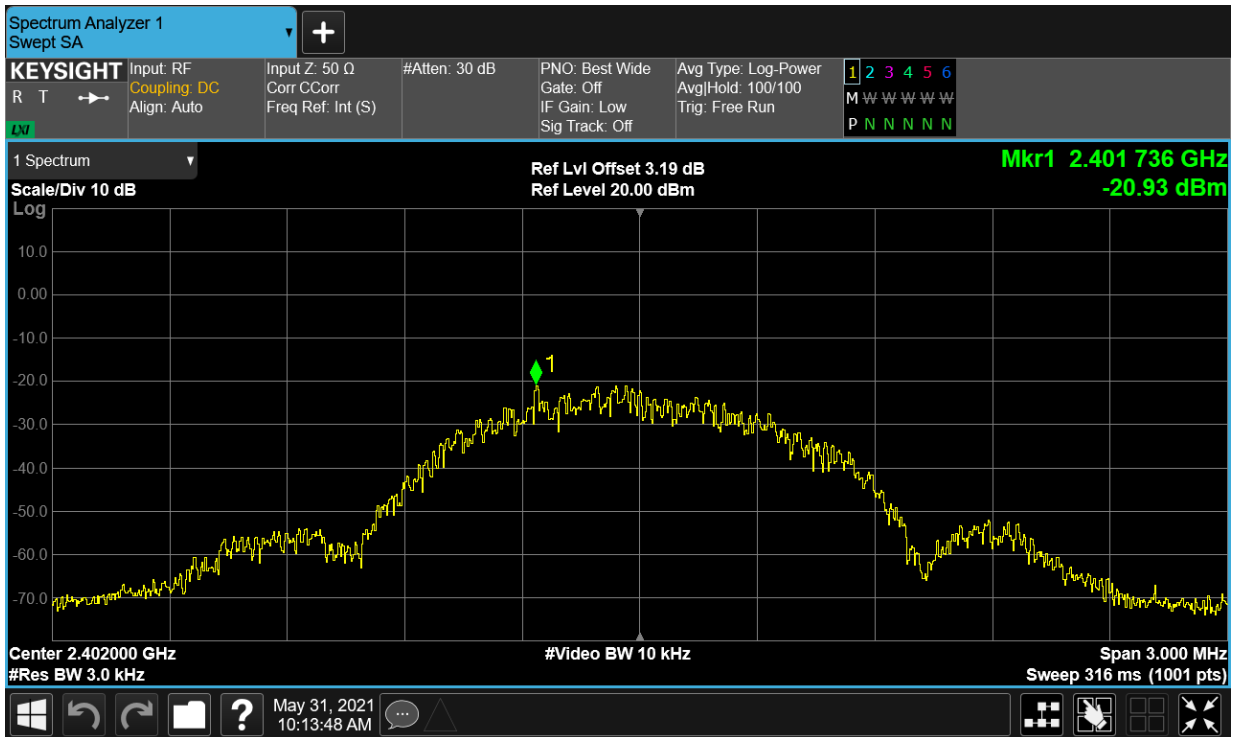 Spectrum Analyzer 1
Swept SA
KEYSIGHT
R T
LXI
Input: RF
Coupling: DC
Align: Auto
Input Z: 50 Ω
Corr CCorr
Freq Ref: Int (S)
#Atten: 30 dB
PNO: Best Wide
Gate: Off
IF Gain: Low
Sig Track: Off
Avg Type: Log-Power
Avg|Hold: 100/100
Trig: Free Run
1 2 3 4 5 6
M W W W W W
P N N N N N
1 Spectrum
Scale/Div 10 dB
Log
Ref Lvl Offset 3.19 dB
Ref Level 20.00 dBm
Mkr1 2.401 736 GHz
-20.93 dBm
10.0
0.00
-10.0
-20.0
-30.0
-40.0
-50.0
-60.0
-70.0
1
Center 2.402000 GHz
#Res BW 3.0 kHz
#Video BW 10 kHz
Span 3.000 MHz
Sweep 316 ms (1001 pts)
?
May 31, 2021
10:13:48 AM